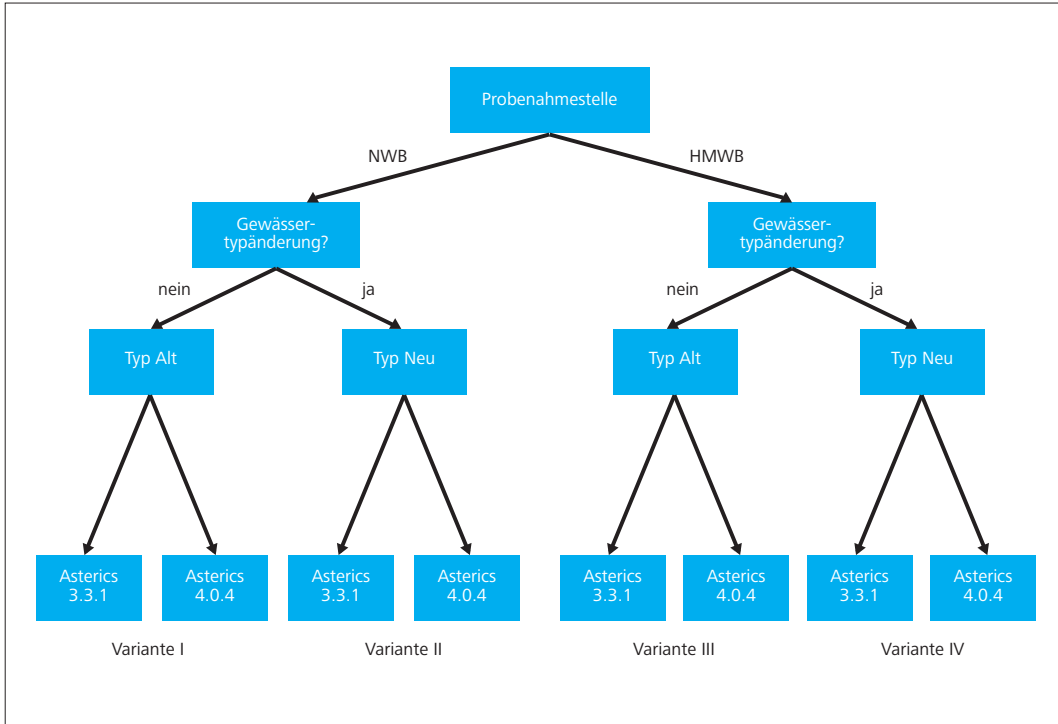 Probenahmestelle
NWB
HMWB
Gewässer-
typänderung?
Gewässer-
typänderung?
nein
ja
nein
ja
Typ Alt
Typ Neu
Typ Alt
Typ Neu
Asterics
3.3.1
Asterics
4.0.4
Asterics
3.3.1
Asterics
4.0.4
Asterics
3.3.1
Asterics
4.0.4
Asterics
3.3.1
Asterics
4.0.4
Variante I
Variante II
Variante III
Variante IV